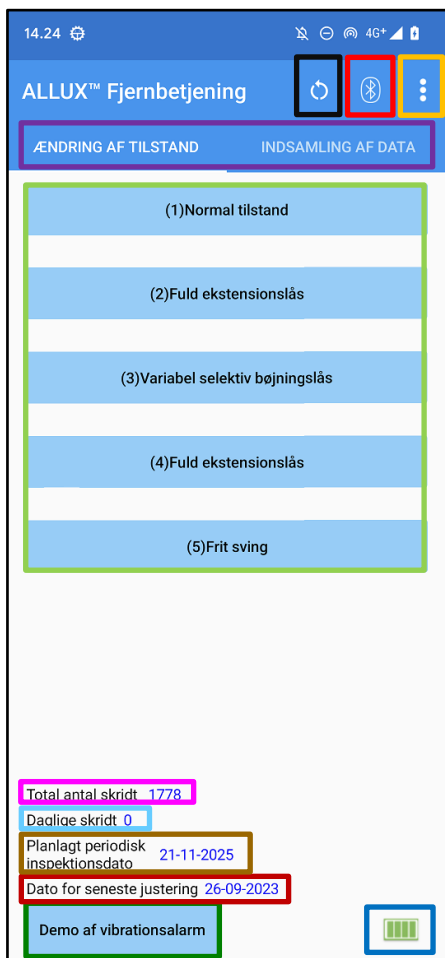 14.24 4G+
ALLUX™ Fjernbetjening
ÆNDRING AF TILSTAND INDSAMLING AF DATA
(1)Normal tilstand
(2)Fuld ekstensionslås
(3)Variabel selektiv bøjningslås
(4)Fuld ekstensionslås
(5)Frit sving
Total antal skridt 1778
Daglige skridt 0
Planlagt periodisk
inspektionsdato 21-11-2025
Dato for seneste justering 26-09-2023
Demo af vibrationsalarm